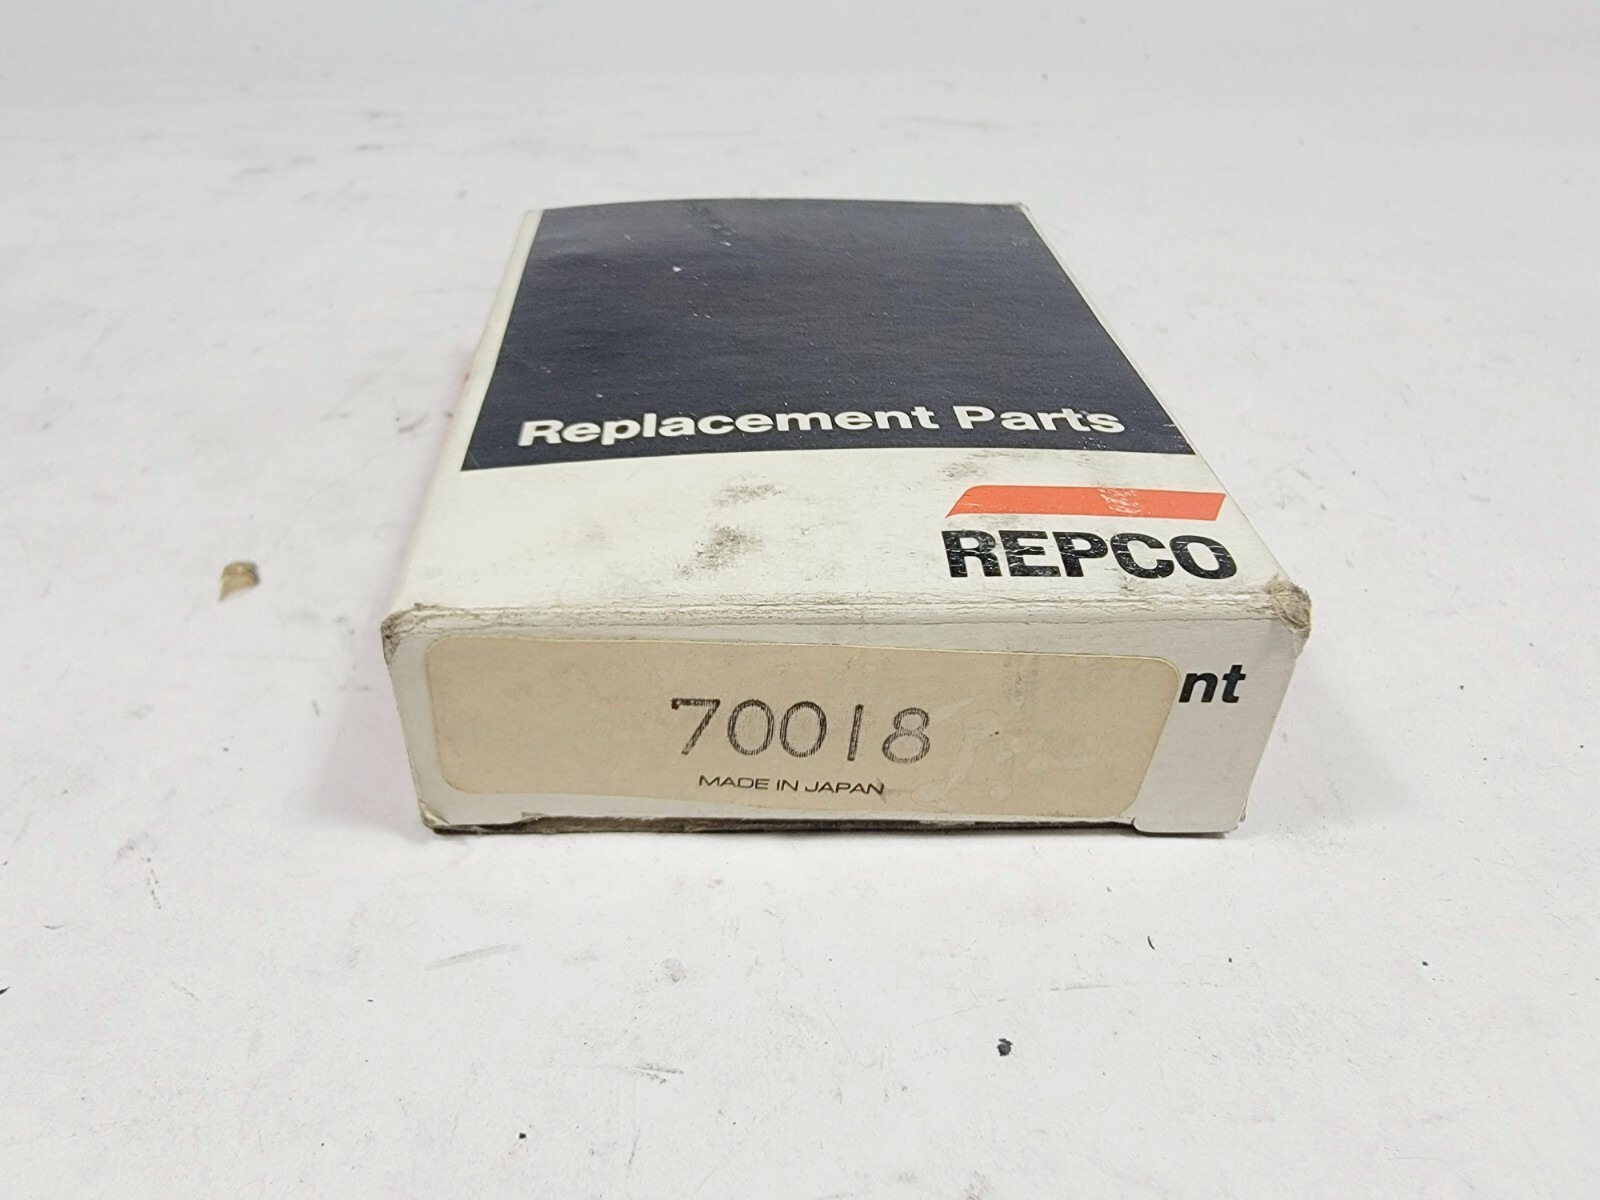 Replacement Parts
REPCO
nt
70018
MADE IN JAPAN